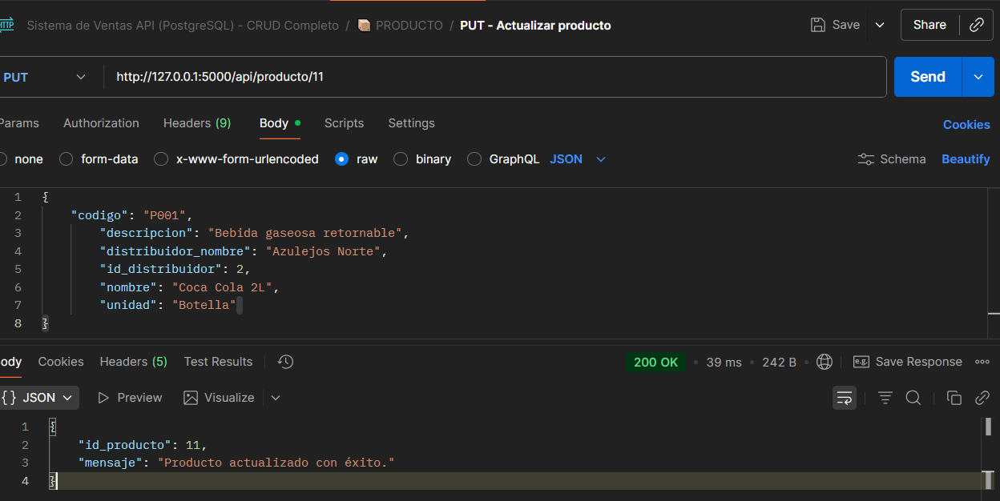 HTTP Sistema de Ventas API (PostgreSQL) - CRUD Completo / PRODUCTO / PUT - Actualizar producto Save Share
PUT http://127.0.0.1:5000/api/producto/11 Send
Params Authorization Headers (9) Body Scripts Settings Cookies
none form-data x-www-form-urlencoded raw binary GraphQL JSON Schema Beautify
1 {
2 "codigo": "P001",
3 "descripcion": "Bebida gaseosa retornable",
4 "distribuidor_nombre": "Azulejos Norte",
5 "id_distribuidor": 2,
6 "nombre": "Coca Cola 2L",
7 "unidad": "Botella"
8 }
Body Cookies Headers (5) Test Results 200 OK • 39 ms • 242 B • e.g. Save Response
{} JSON Preview Visualize
1 {
2 "id_producto": 11,
3 "mensaje": "Producto actualizado con éxito."
4 }